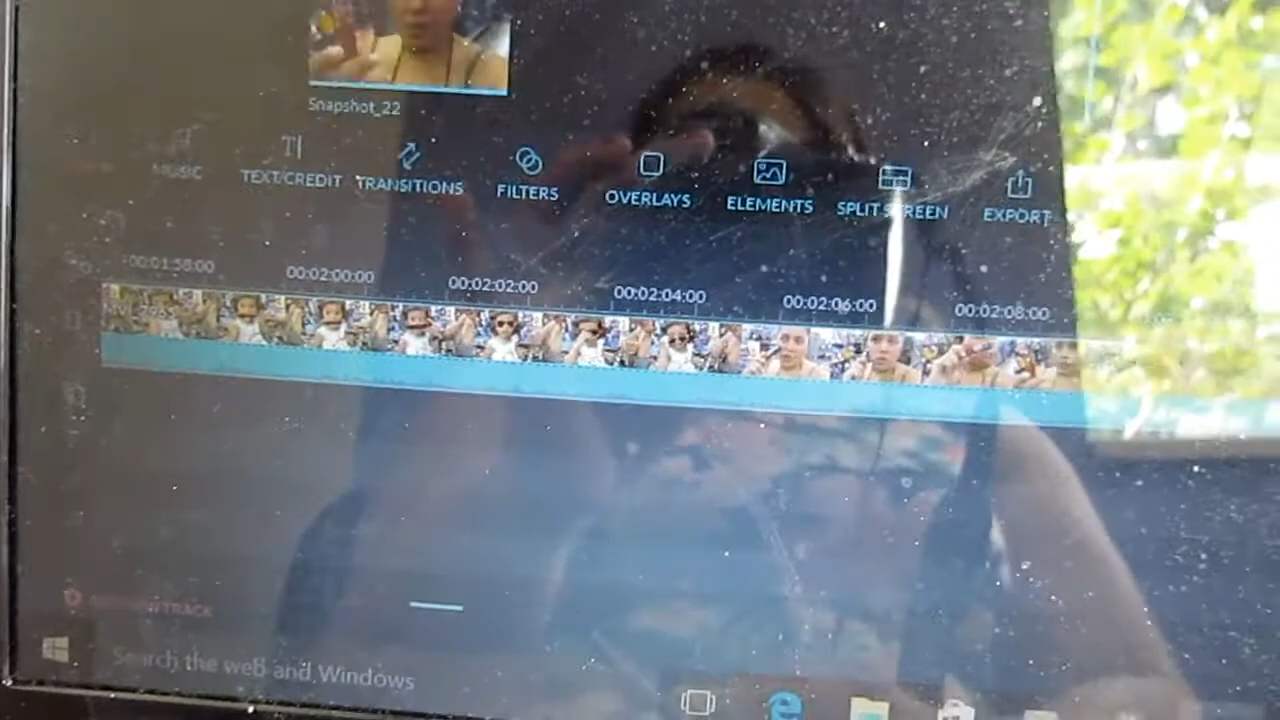 Snapshot_22
MUSIC
TEXT/CREDIT
TRANSITIONS
FILTERS
OVERLAYS
ELEMENTS
SPLIT SCREEN
EXPORT
00:01:58:00
00:02:00:00
00:02:02:00
00:02:04:00
00:02:06:00
00:02:08:00
TRACK
Search the web and Windows